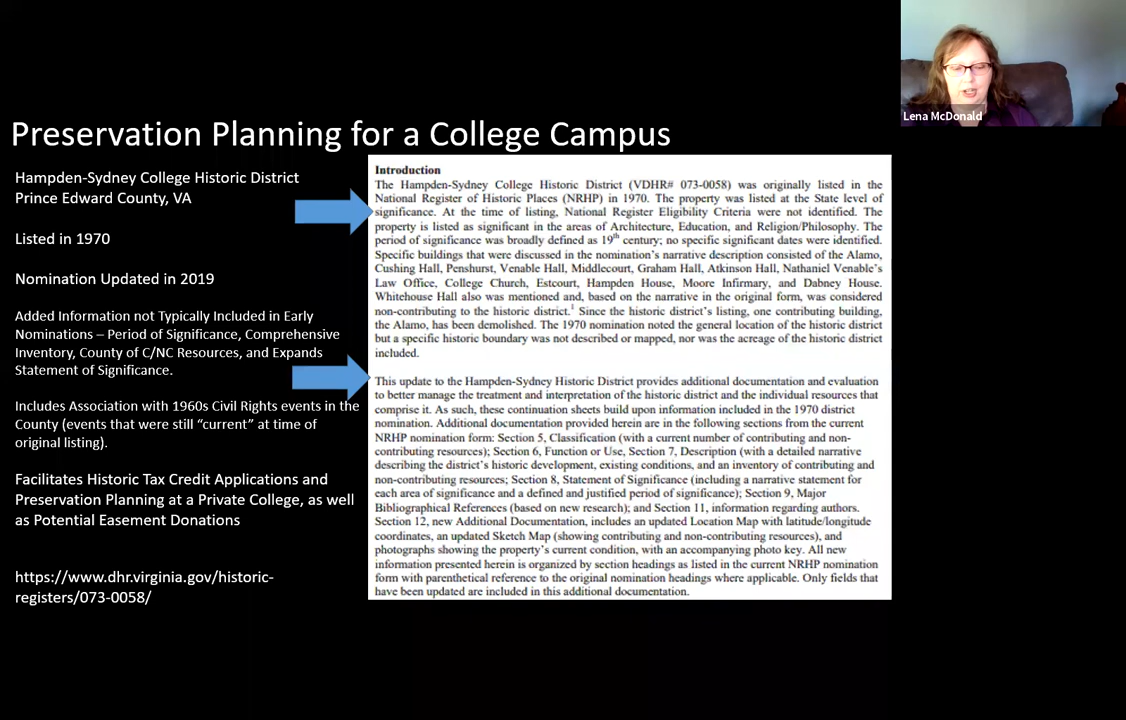 Lena McDonald
Preservation Planning for a College Campus
Hampden-Sydney College Historic District
Prince Edward County, VA
Listed in 1970
Nomination Updated in 2019
Added Information not Typically Included in Early
Nominations – Period of Significance, Comprehensive
Inventory, County of C/NC Resources, and Expands
Statement of Significance.
Includes Association with 1960s Civil Rights events in the
County (events that were still “current” at time of
original listing).
Facilitates Historic Tax Credit Applications and
Preservation Planning at a Private College, as well
as Potential Easement Donations
https://www.dhr.virginia.gov/historic-
registers/073-0058/
Introduction
The Hampden-Sydney College Historic District (VDHR# 073-0058) was originally listed in the
National Register of Historic Places (NRHP) in 1970. The property was listed at the State level of
significance. At the time of listing, National Register Eligibility Criteria were not identified. The
property is listed as significant in the areas of Architecture, Education, and Religion/Philosophy. The
period of significance was broadly defined as 19th century; no specific significant dates were identified.
Specific buildings that were discussed in the nomination's narrative description consisted of the Alamo,
Cushing Hall, Penshurst, Venable Hall, Middlecourt, Graham Hall, Atkinson Hall, Nathaniel Venable's
Law Office, College Church, Estcourt, Hampden House, Moore Infirmary, and Dabney House.
Whitehouse Hall also was mentioned and, based on the narrative in the original form, was considered
non-contributing to the historic district.1 Since the historic district's listing, one contributing building,
the Alamo, has been demolished. The 1970 nomination noted the general location of the historic district
but a specific historic boundary was not described or mapped, nor was the acreage of the historic district
included.
This update to the Hampden-Sydney Historic District provides additional documentation and evaluation
to better manage the treatment and interpretation of the historic district and the individual resources that
comprise it. As such, these continuation sheets build upon information included in the 1970 district
nomination. Additional documentation provided herein are in the following sections from the current
NRHP nomination form: Section 5, Classification (with a current number of contributing and non-
contributing resources); Section 6, Function or Use, Section 7, Description (with a detailed narrative
describing the district's historic development, existing conditions, and an inventory of contributing and
non-contributing resources; Section 8, Statement of Significance (including a narrative statement for
each area of significance and a defined and justified period of significance); Section 9, Major
Bibliographical References (based on new research); and Section 11, information regarding authors.
Section 12, new Additional Documentation, includes an updated Location Map with latitude/longitude
coordinates, an updated Sketch Map (showing contributing and non-contributing resources), and
photographs showing the property's current condition, with an accompanying photo key. All new
information presented herein is organized by section headings as listed in the current NRHP nomination
form with parenthetical reference to the original nomination headings where applicable. Only fields that
have been updated are included in this additional documentation.